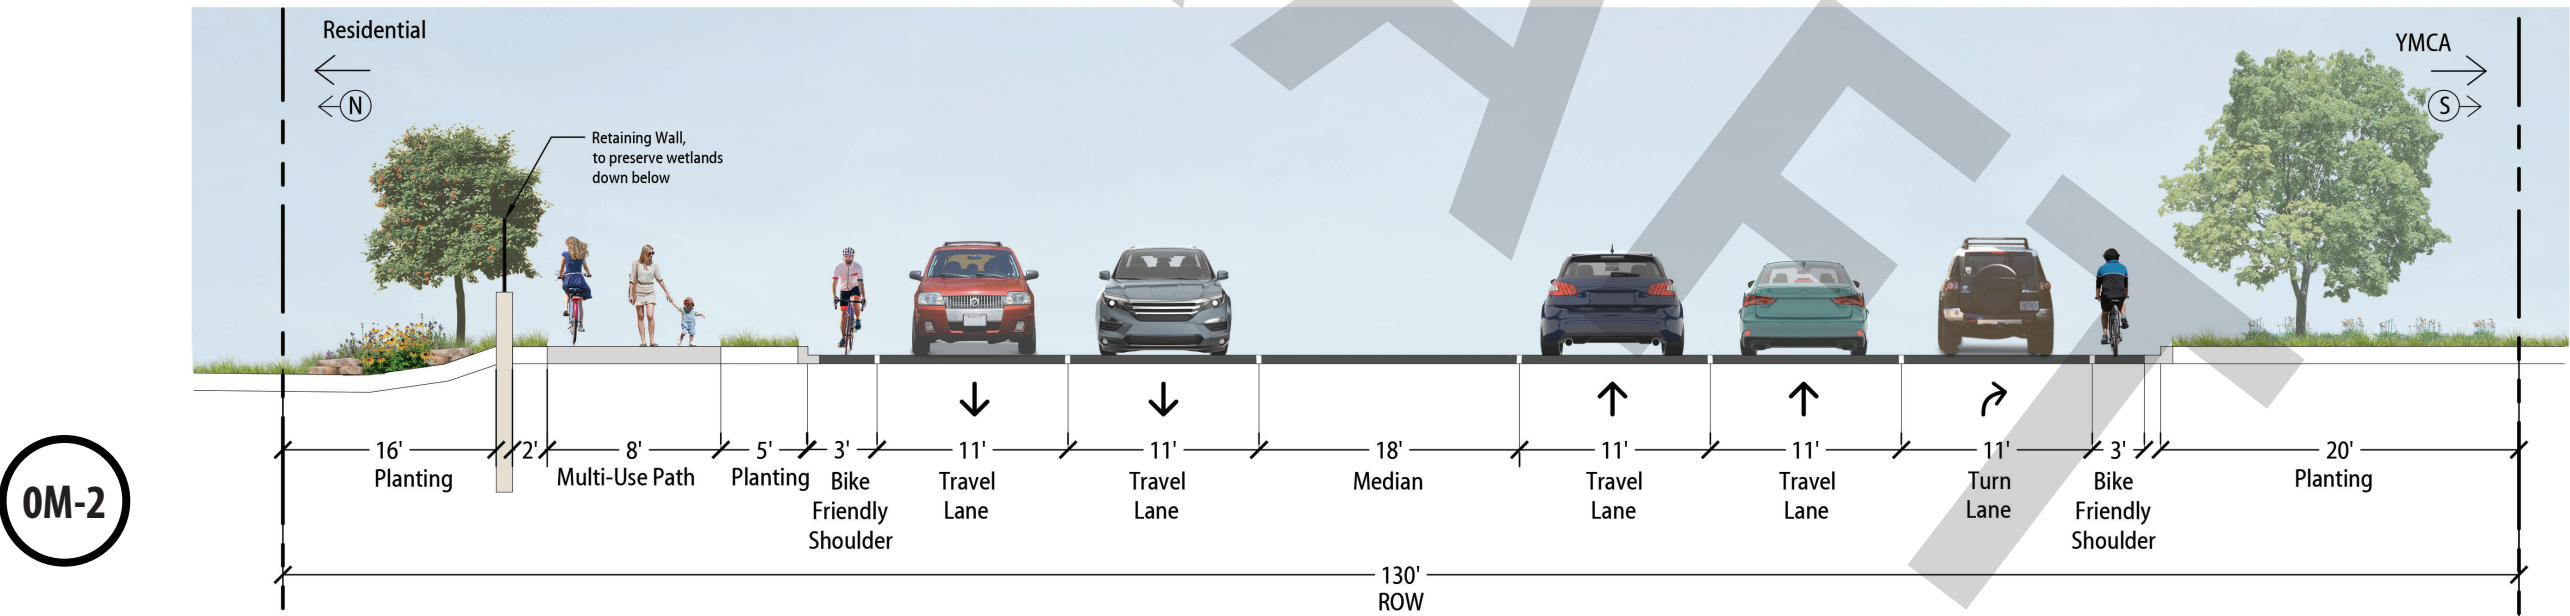 Residential
YMCA
N
S
Retaining Wall,
to preserve wetlands
down below
16'
2'
8'
5'
3'
11'
11'
18'
11'
11'
11'
3'
20'
Planting
Multi-Use Path
Planting
Bike
Friendly
Shoulder
Travel
Lane
Travel
Lane
Median
Travel
Lane
Travel
Lane
Turn
Lane
Bike
Friendly
Shoulder
Planting
0M-2
130'
ROW